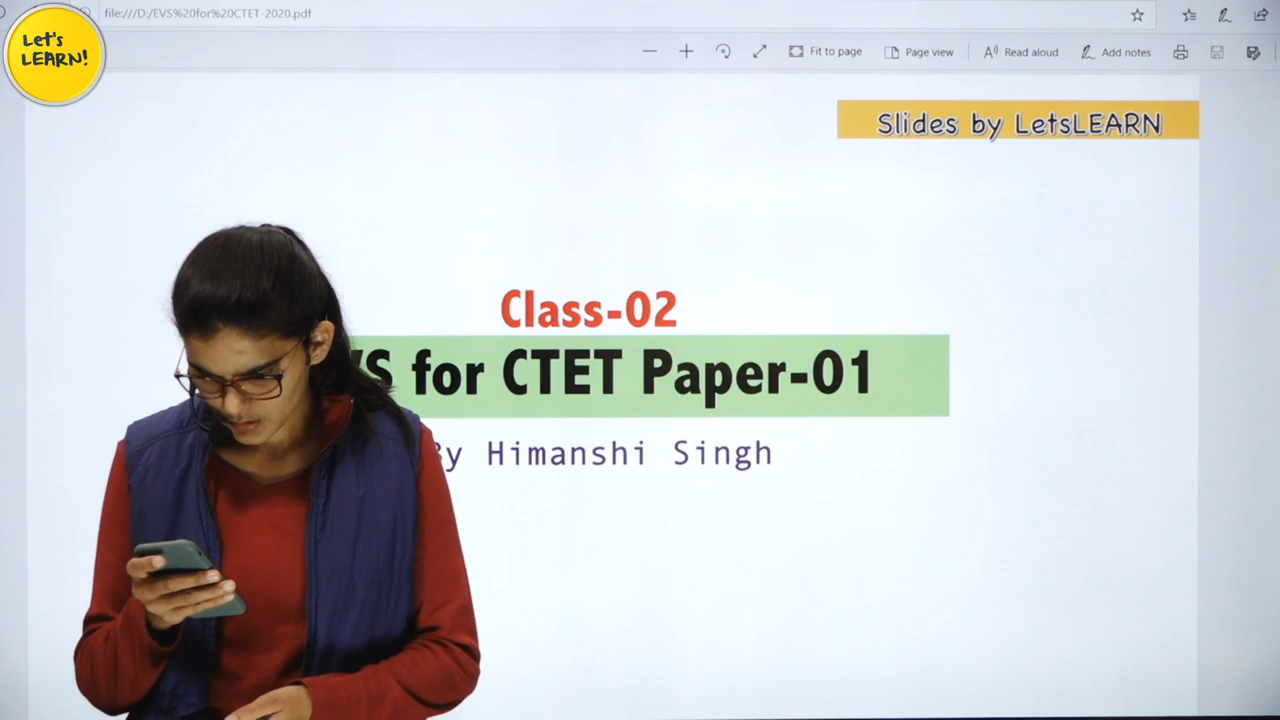 Let's
LEARN!
file:///D:/EVS%20for%20CTET-2020.pdf
Fit to page
Page view
Read aloud
Add notes
Slides by LetsLEARN
Class-02
S for CTET Paper-01
By Himanshi Singh